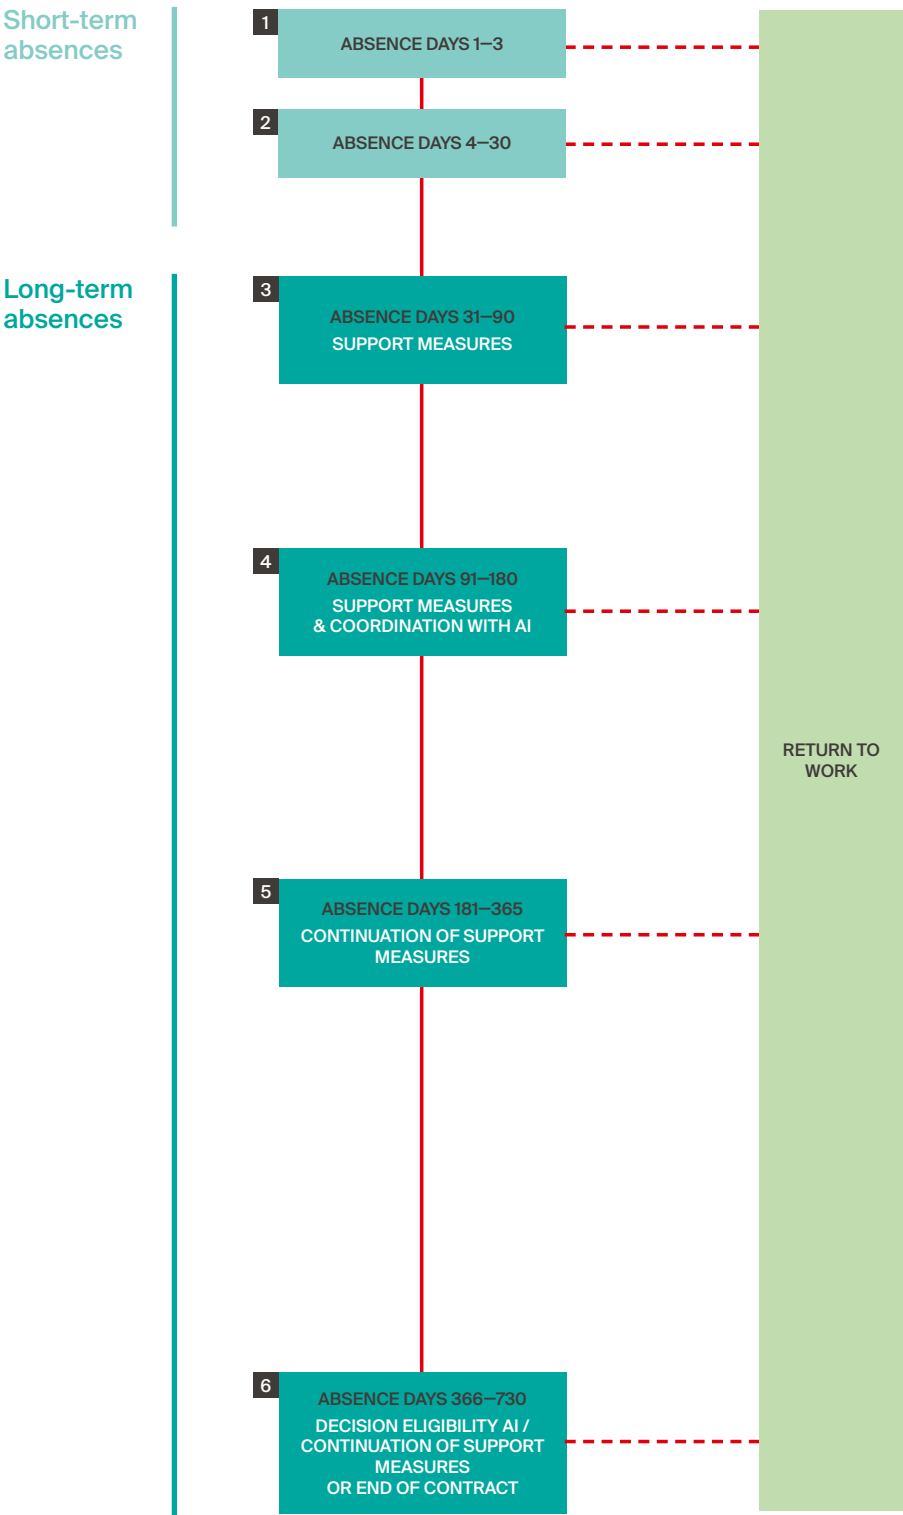 Short-term
absences
1
ABSENCE DAYS 1–3
2
ABSENCE DAYS 4–30
Long-term
absences
3
ABSENCE DAYS 31–90
SUPPORT MEASURES
4
ABSENCE DAYS 91–180
SUPPORT MEASURES
& COORDINATION WITH AI
RETURN TO
WORK
5
ABSENCE DAYS 181–365
CONTINUATION OF SUPPORT
MEASURES
6
ABSENCE DAYS 366–730
DECISION ELIGIBILITY AI /
CONTINUATION OF SUPPORT
MEASURES
OR END OF CONTRACT